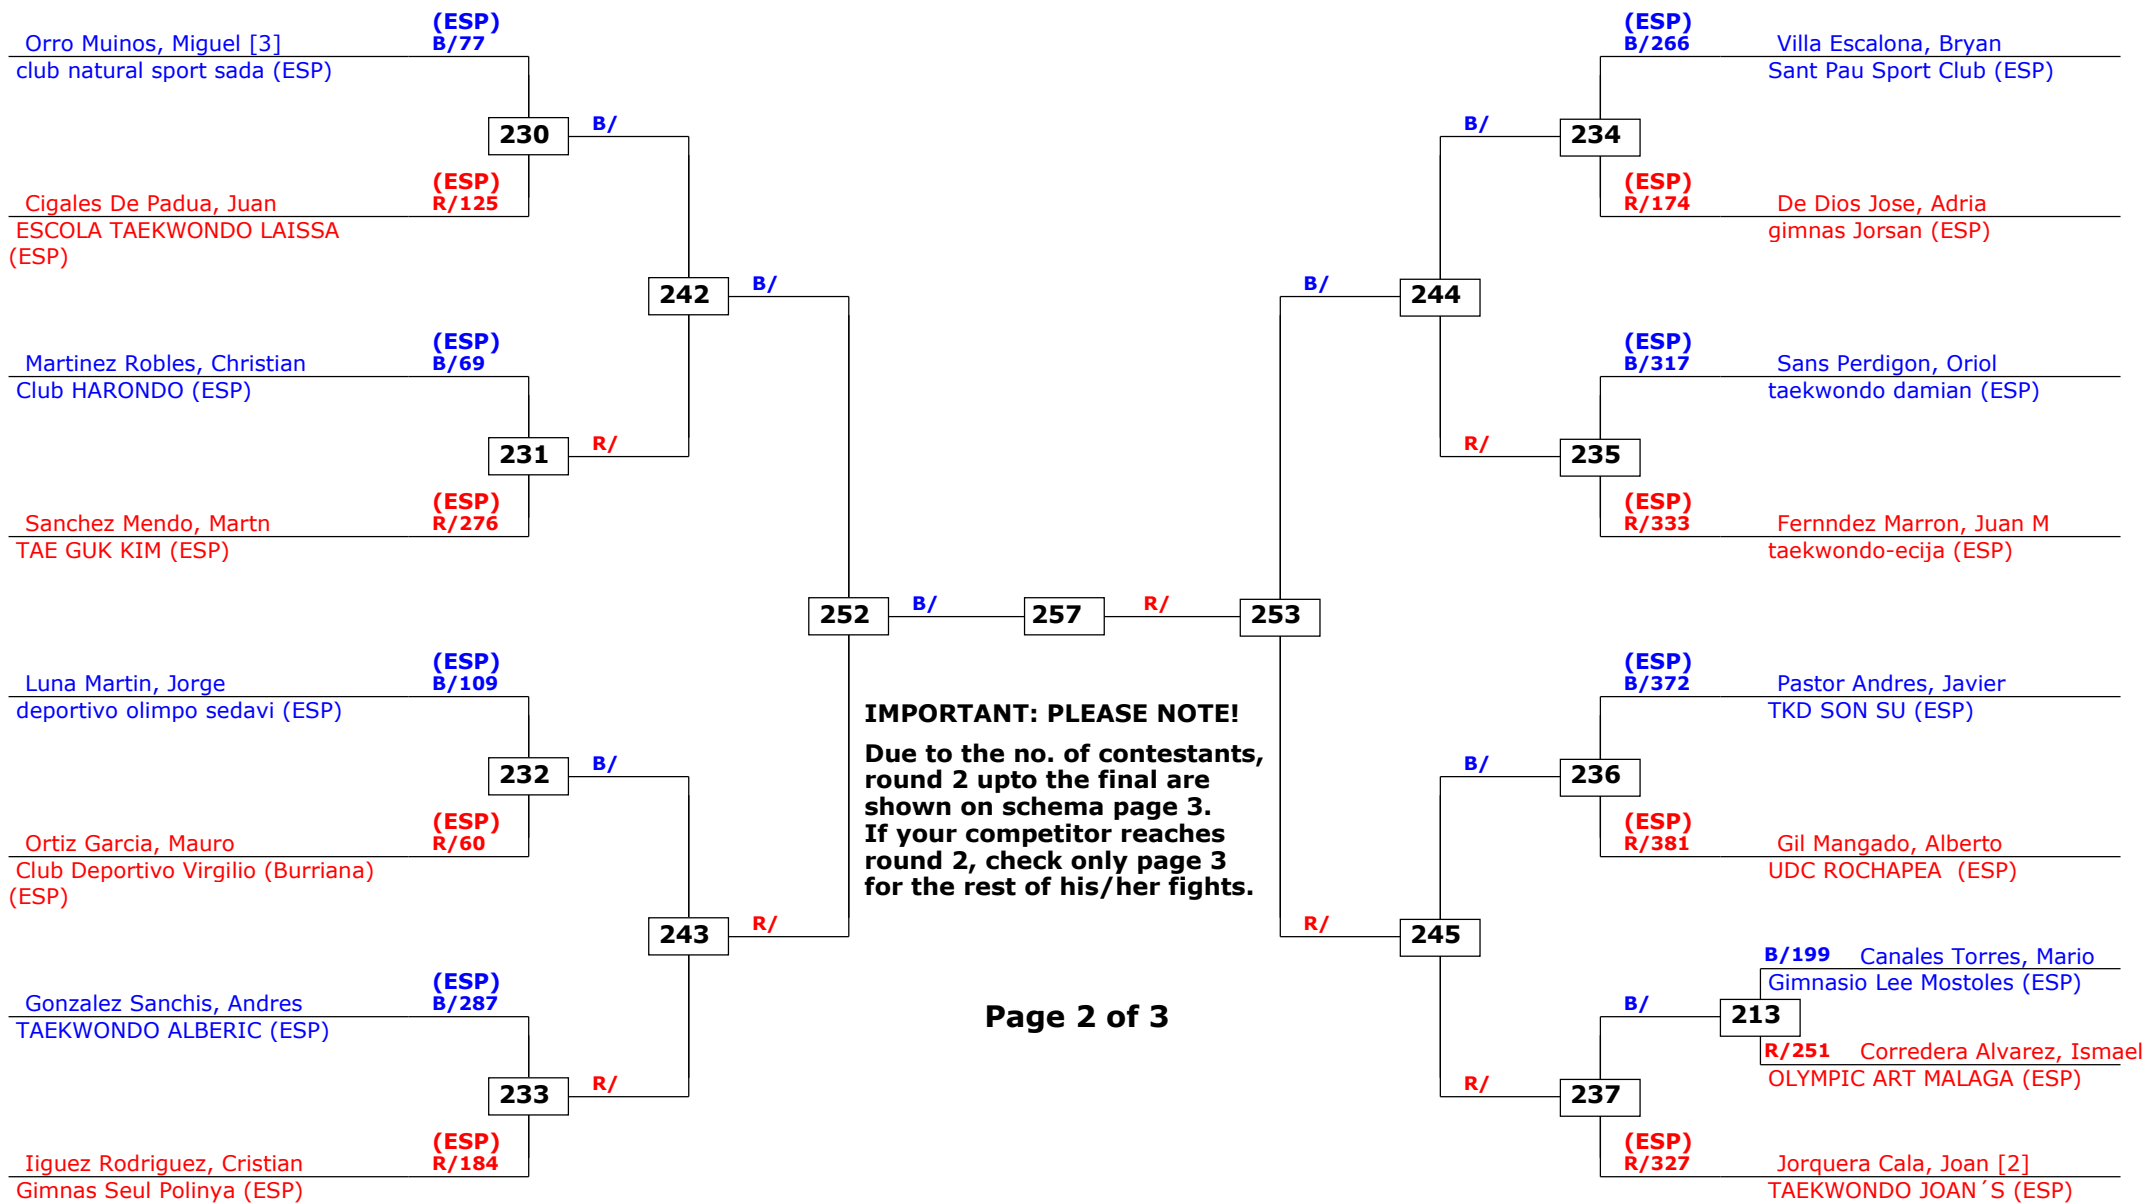 (ESP)
Orro Muinos, Miguel [3] B/77
club natural sport sada (ESP)
230
B/
(ESP)
Cigales De Padua, Juan R/125
ESCOLA TAEKWONDO LAISSA
(ESP)
242
B/
(ESP)
Martinez Robles, Christian B/69
Club HARONDO (ESP)
231
R/
(ESP)
Sanchez Mendo, Martn R/276
TAE GUK KIM (ESP)
252
B/
257
R/
253
(ESP)
Luna Martin, Jorge B/109
deportivo olimpo sedavi (ESP)
232
B/
(ESP)
Ortiz Garcia, Mauro R/60
Club Deportivo Virgilio (Burriana)
(ESP)
243
R/
(ESP)
Gonzalez Sanchis, Andres B/287
TAEKWONDO ALBERIC (ESP)
233
R/
(ESP)
Iiguez Rodriguez, Cristian R/184
Gimnas Seul Polinya (ESP)
IMPORTANT: PLEASE NOTE!
Due to the no. of contestants,
round 2 upto the final are
shown on schema page 3.
If your competitor reaches
round 2, check only page 3
for the rest of his/her fights.
Page 2 of 3
(ESP)
B/266 Villa Escalona, Bryan
Sant Pau Sport Club (ESP)
B/
234
(ESP)
R/174 De Dios Jose, Adria
gimnas Jorsan (ESP)
B/
244
(ESP)
B/317 Sans Perdigon, Oriol
taekwondo damian (ESP)
R/
235
(ESP)
R/333 Fernndez Marron, Juan M
taekwondo-ecija (ESP)
(ESP)
B/372 Pastor Andres, Javier
TKD SON SU (ESP)
B/
236
(ESP)
R/381 Gil Mangado, Alberto
UDC ROCHAPEA (ESP)
R/
245
B/199 Canales Torres, Mario
Gimnasio Lee Mostoles (ESP)
B/
213
R/251 Corredera Alvarez, Ismael
OLYMPIC ART MALAGA (ESP)
R/
237
(ESP)
R/327 Jorquera Cala, Joan [2]
TAEKWONDO JOAN´S (ESP)